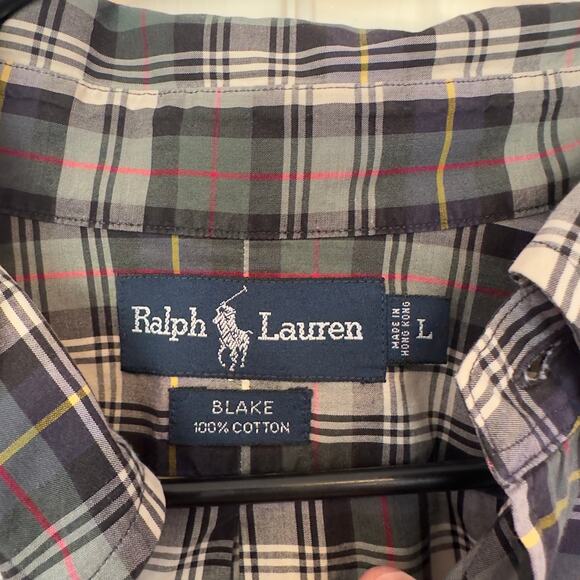 Ralph Lauren
MADE IN
HONG KONG
L
BLAKE
100% COTTON